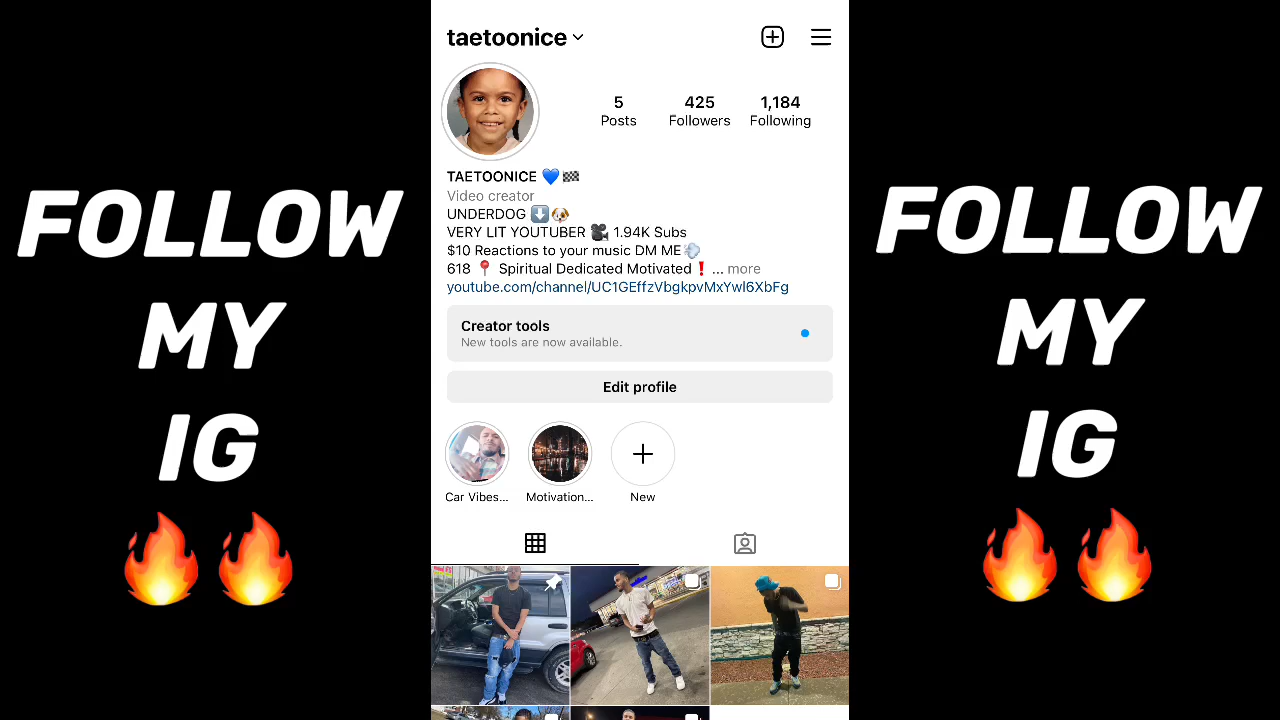 FOLLOW
MY
IG
🔥🔥
taetoonice
5 Posts
425 Followers
1,184 Following
TAETOONICE 💙🏁
Video creator
UNDERDOG ⬇️🐶
VERY LIT YOUTUBER 🎥 1.94K Subs
$10 Reactions to your music DM ME💨
618 📍 Spiritual Dedicated Motivated❗️ ... more
youtube.com/channel/UC1GEffzVbgkpvMxYwl6XbFg
Creator tools
New tools are now available.
Edit profile
Car Vibes...
Motivation...
New
FOLLOW
MY
IG
🔥🔥